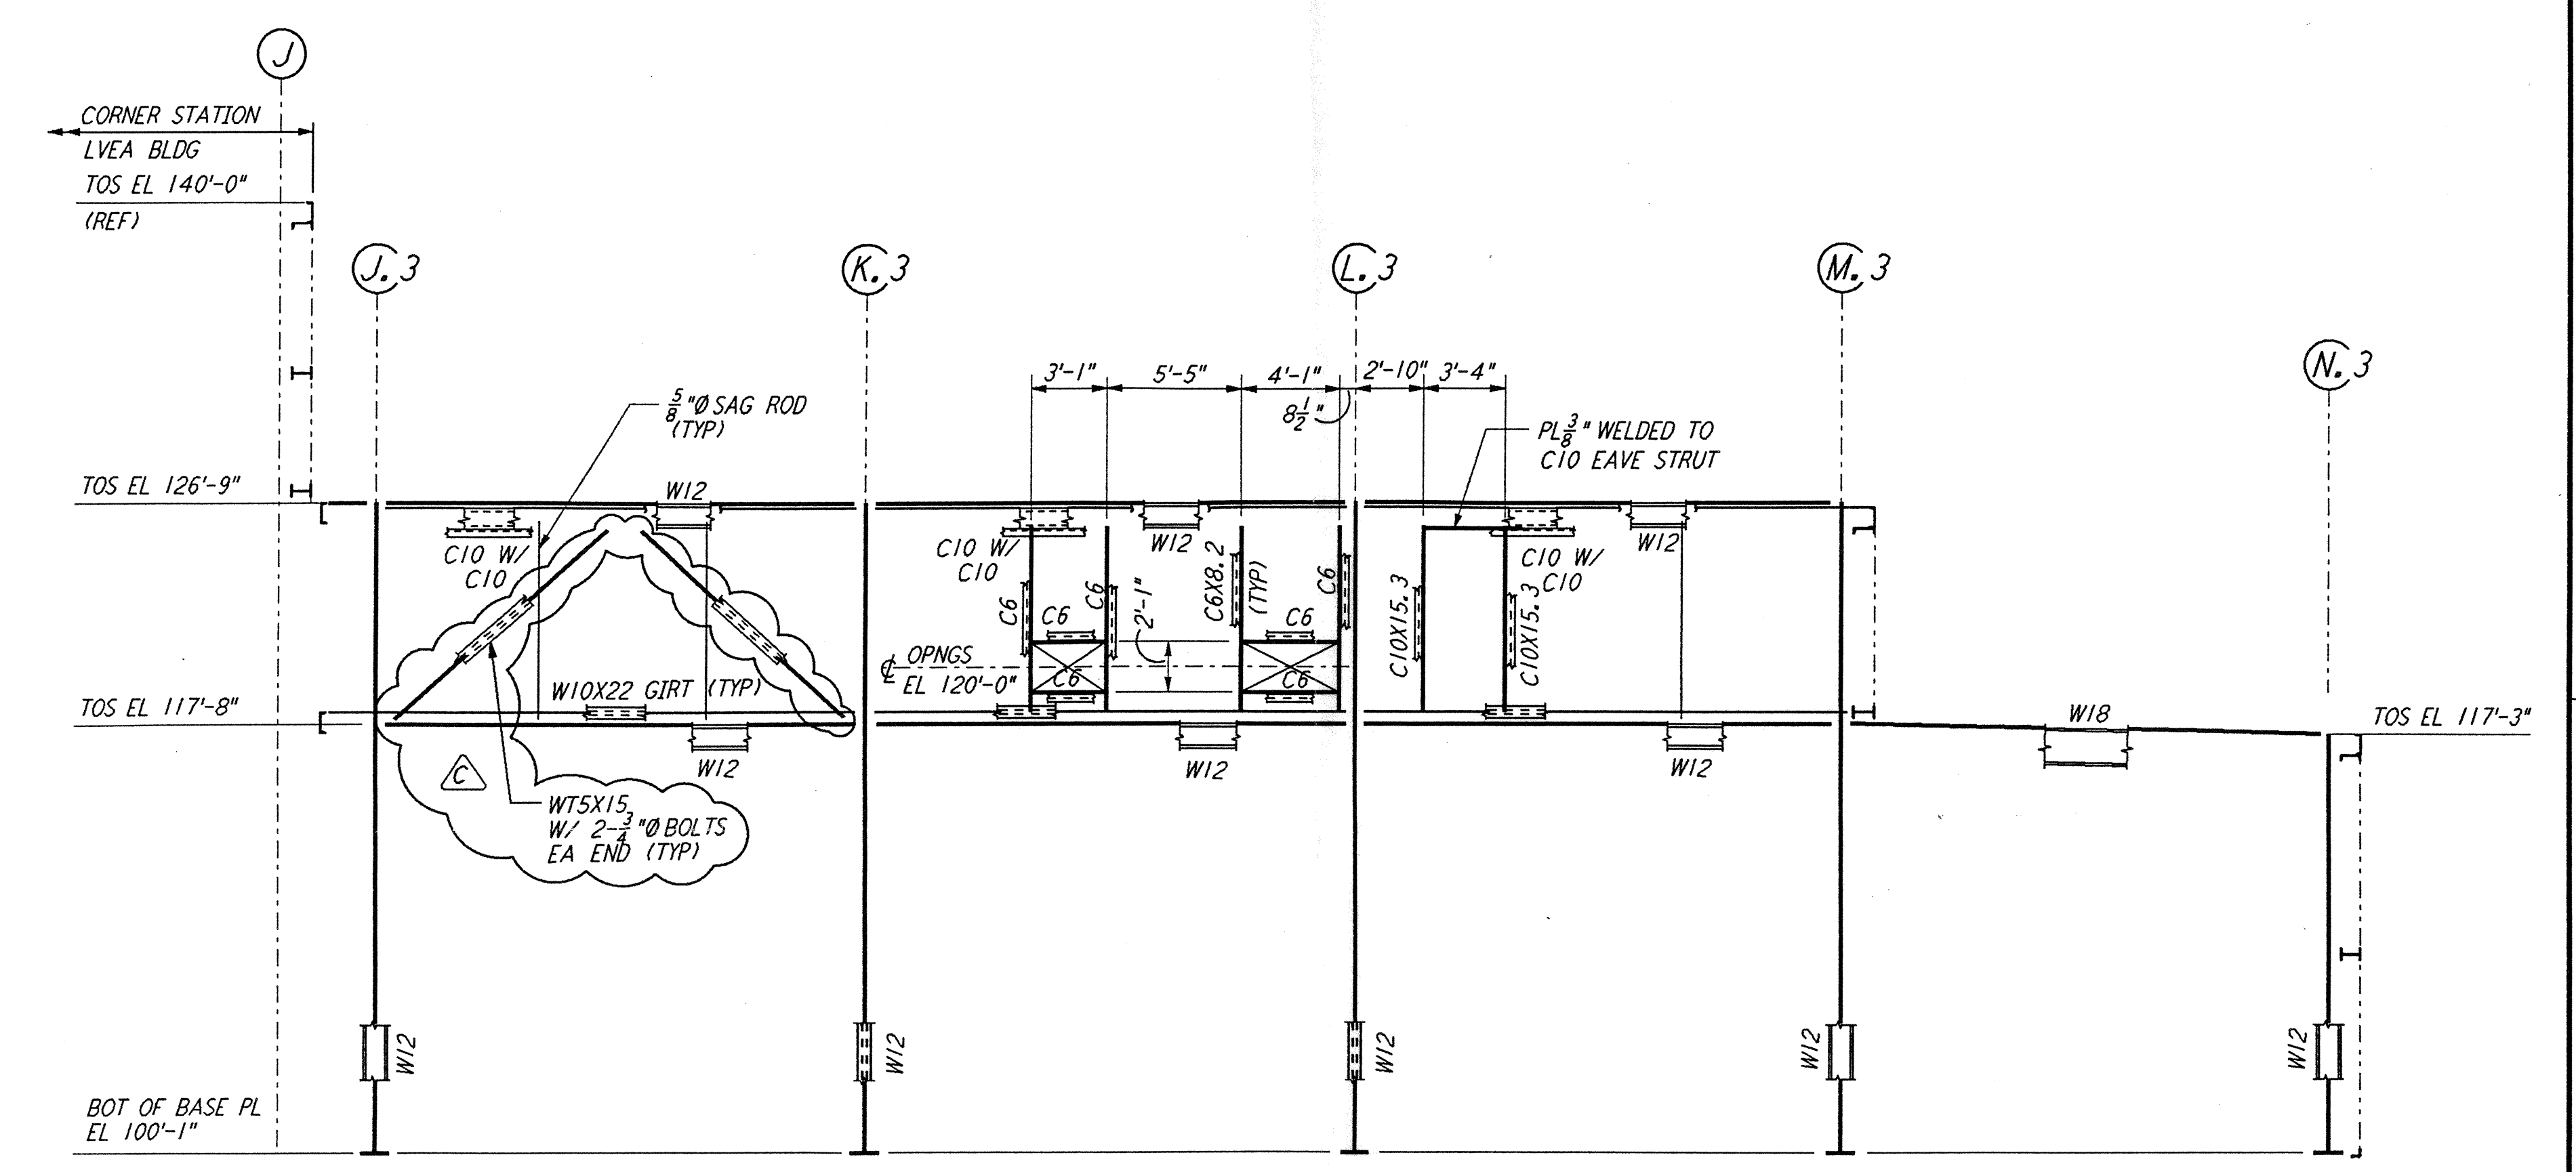 J
CORNER STATION
LVEA BLDG
TOS EL 140'-0"
(REF)
J.3
K.3
L.3
M.3
N.3
3'-1"
5'-5"
4'-1"
8 1/2"
2'-10"
3'-4"
5/8"Ø SAG ROD
(TYP)
PL 3/8" WELDED TO
C10 EAVE STRUT
TOS EL 126'-9"
W12
W12
W12
C10 W/
C10
C10 W/
C10
C10 W/
C10
C6
C6
C6
C6
2'-1"
C6X8.2
(TYP)
C6
C6
C6
C10X15.3
C10X15.3
℄ OPNGS
EL 120'-0"
W10X22 GIRT (TYP)
TOS EL 117'-8"
W12
W12
W12
W18
TOS EL 117'-3"
C
WT5X15
W/ 2-3/4"Ø BOLTS
EA END (TYP)
W12
W12
W12
W12
W12
BOT OF BASE PL
EL 100'-1"